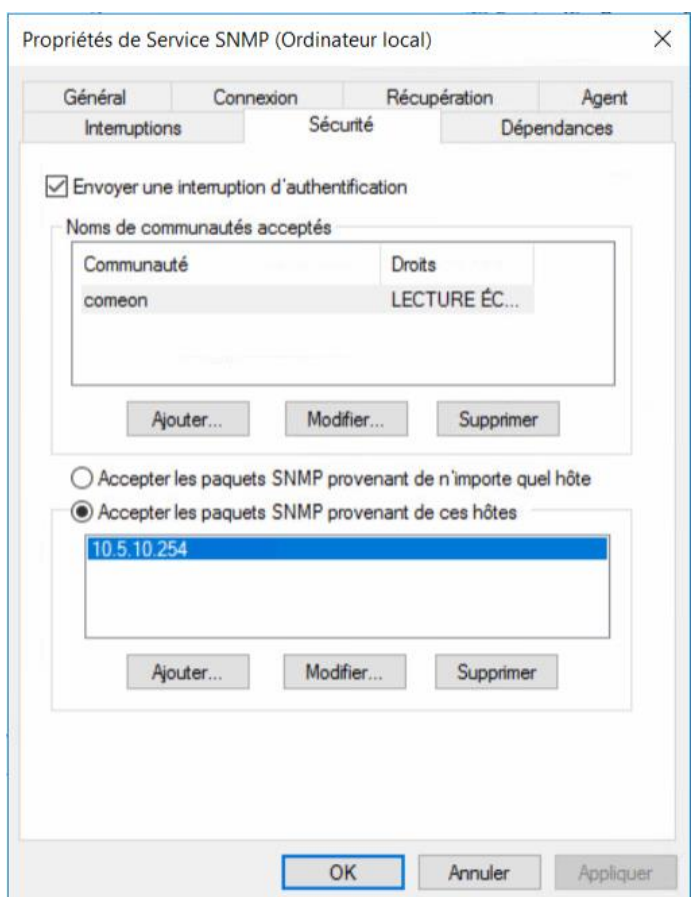 Propriétés de Service SNMP (Ordinateur local)
Général Connexion Récupération Agent
Interruptions Sécurité Dépendances
Envoyer une interruption d'authentification
Noms de communautés acceptés
Communauté Droits
comeon LECTURE ÉC...
Ajouter... Modifier... Supprimer
Accepter les paquets SNMP provenant de n'importe quel hôte
Accepter les paquets SNMP provenant de ces hôtes
10.5.10.254
Ajouter... Modifier... Supprimer
OK Annuler Appliquer